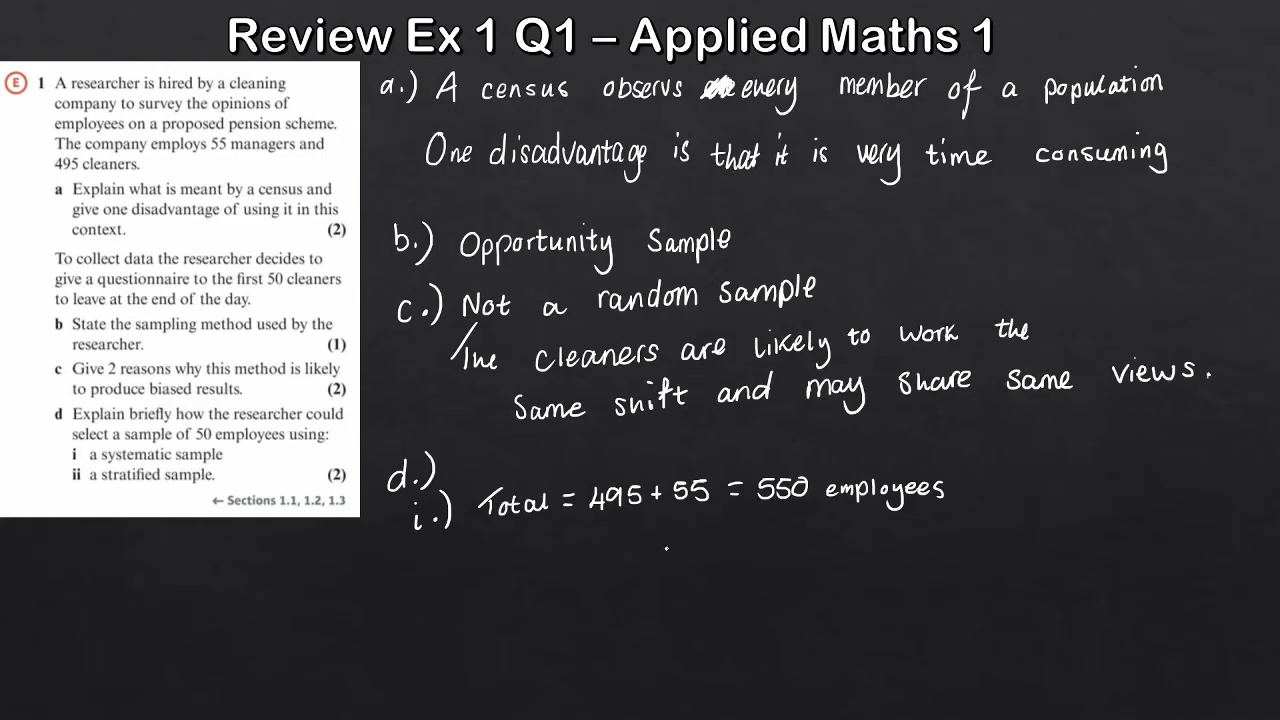 Review Ex 1 Q1 – Applied Maths 1
E 1 A researcher is hired by a cleaning
company to survey the opinions of
employees on a proposed pension scheme.
The company employs 55 managers and
495 cleaners.
a Explain what is meant by a census and
give one disadvantage of using it in this
context. (2)
To collect data the researcher decides to
give a questionnaire to the first 50 cleaners
to leave at the end of the day.
b State the sampling method used by the
researcher. (1)
c Give 2 reasons why this method is likely
to produce biased results. (2)
d Explain briefly how the researcher could
select a sample of 50 employees using:
i a systematic sample
ii a stratified sample. (2)
← Sections 1.1, 1.2, 1.3
a.) A census observs every member of a population
One disadvantage is that it is very time consuming
b.) Opportunity Sample
c.) Not a random sample
The cleaners are likely to work the
same shift and may share same views.
d.)
i.) Total = 495 + 55 = 550 employees